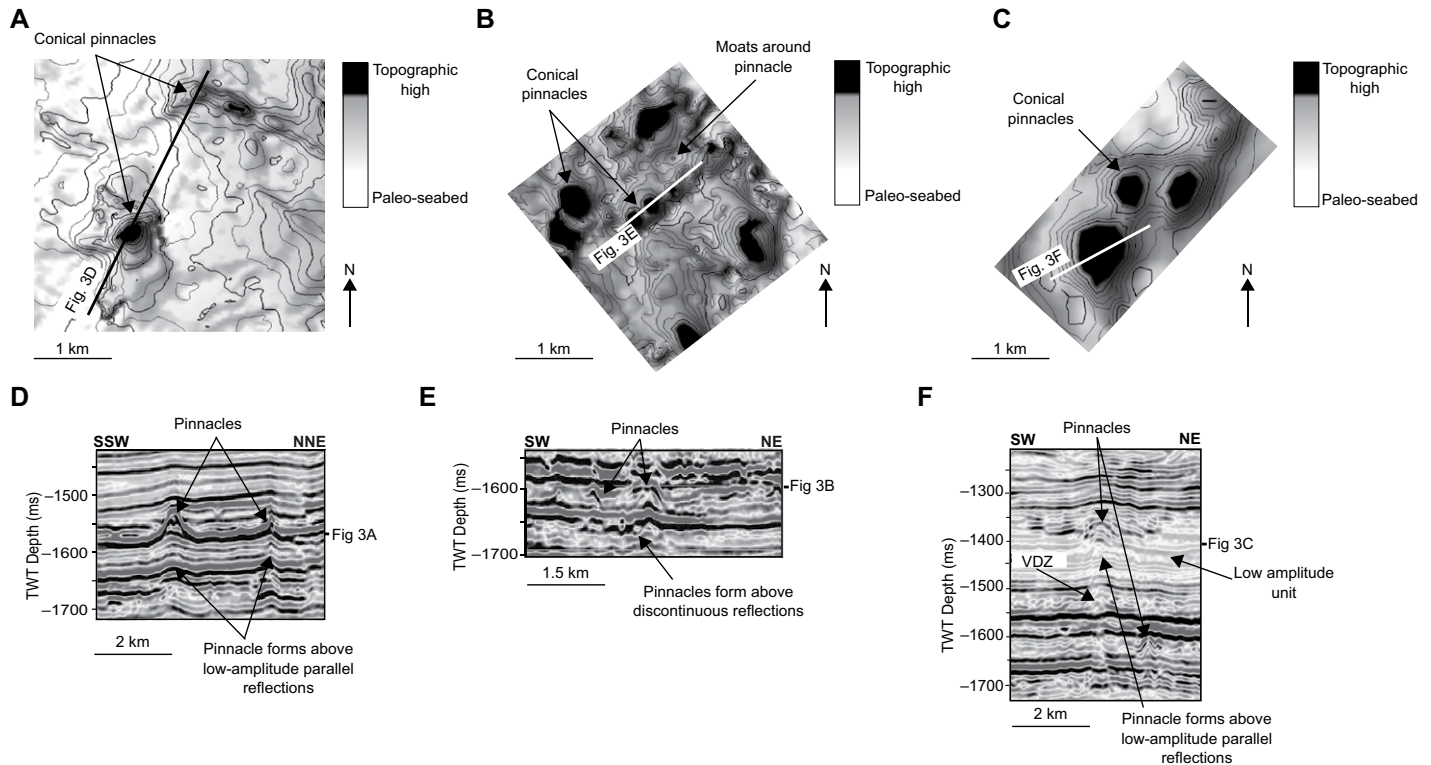 A
Conical pinnacles
Topographic
high
Paleo-seabed
Fig. 3D
N
1 km
B
Moats around
pinnacle
Conical
pinnacles
Topographic
high
Paleo-seabed
Fig. 3E
N
1 km
C
Conical
pinnacles
Topographic
high
Paleo-seabed
Fig. 3F
N
1 km
D
Pinnacles
SSW
NNE
TWT Depth (ms)
–1500
–1600
–1700
Fig 3A
2 km
Pinnacle forms above
low-amplitude parallel
reflections
E
Pinnacles
SW
NE
TWT Depth (ms)
–1600
–1700
Fig 3B
1.5 km
Pinnacles form above
discontinuous reflections
F
Pinnacles
SW
NE
TWT Depth (ms)
–1300
–1400
–1500
–1600
–1700
VDZ
Fig 3C
Low amplitude
unit
2 km
Pinnacle forms above
low-amplitude parallel
reflections